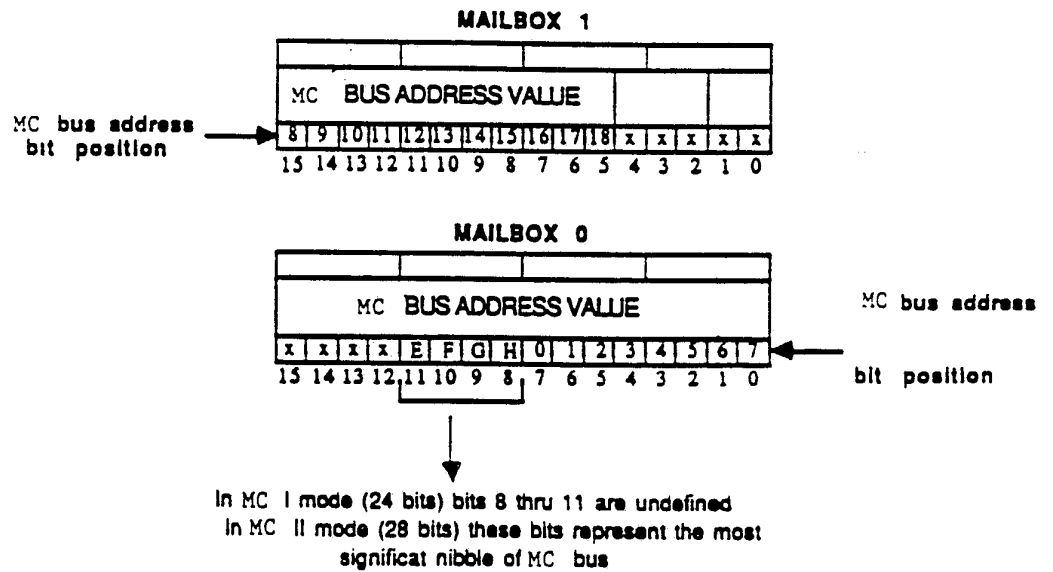 MAILBOX 1
MC BUS ADDRESS VALUE
MC bus address
bit position
8 9 10 11 12 13 14 15 16 17 18 x x x x x
15 14 13 12 11 10 9 8 7 6 5 4 3 2 1 0
MAILBOX 0
MC BUS ADDRESS VALUE
MC bus address
x x x x E F G H 0 1 2 3 4 5 6 7
bit position
15 14 13 12 11 10 9 8 7 6 5 4 3 2 1 0
In MC I mode (24 bits) bits 8 thru 11 are undefined
In MC II mode (28 bits) these bits represent the most
significat nibble of MC bus